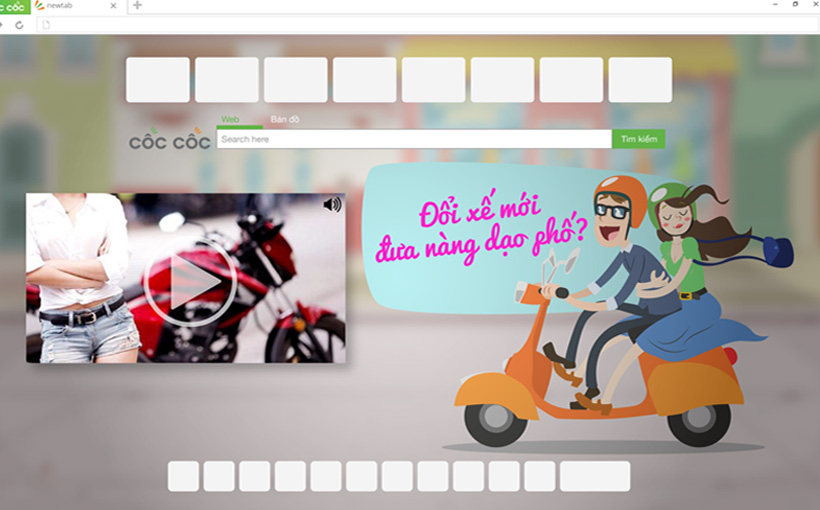 cốc cốc
newtab
Web
Bản đồ
cốc cốc
Search here
Tìm kiếm
Đổi xế mới
đưa nàng dạo phố?